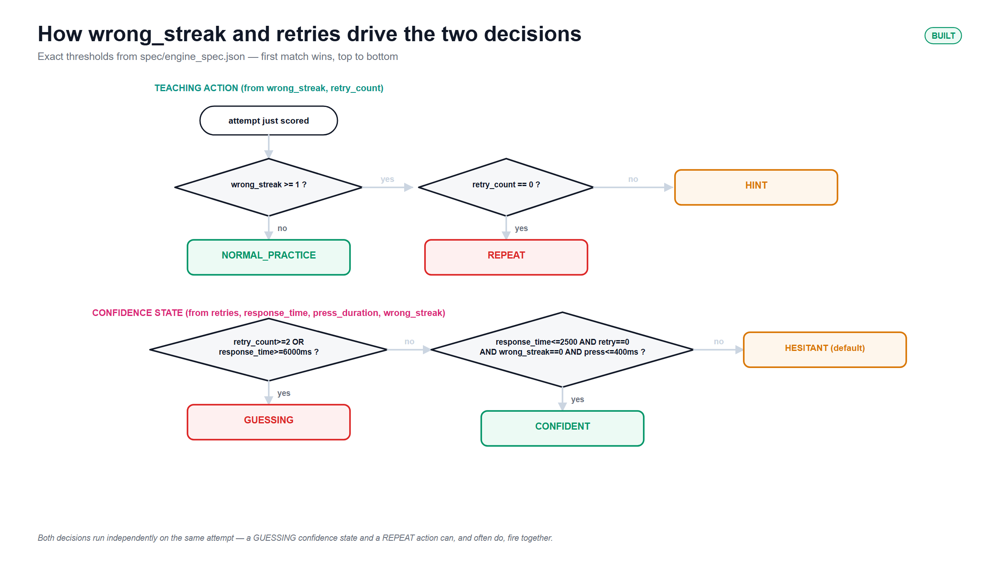 How wrong_streak and retries drive the two decisions
BUILT
Exact thresholds from spec/engine_spec.json — first match wins, top to bottom
TEACHING ACTION (from wrong_streak, retry_count)
attempt just scored
wrong_streak >= 1 ?
yes
retry_count == 0 ?
no
HINT
no
yes
NORMAL_PRACTICE
REPEAT
CONFIDENCE STATE (from retries, response_time, press_duration, wrong_streak)
retry_count>=2 OR
response_time>=6000ms ?
no
response_time<=2500 AND retry==0
AND wrong_streak==0 AND press<=400ms ?
no
HESITANT (default)
yes
yes
GUESSING
CONFIDENT
Both decisions run independently on the same attempt — a GUESSING confidence state and a REPEAT action can, and often do, fire together.